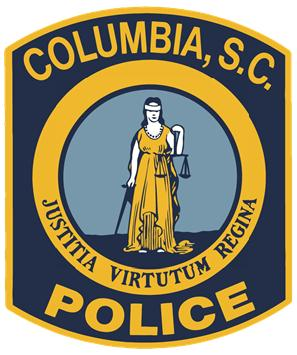 COLUMBIA, S.C.
JUSTITIA VIRTUTUM REGINA
POLICE